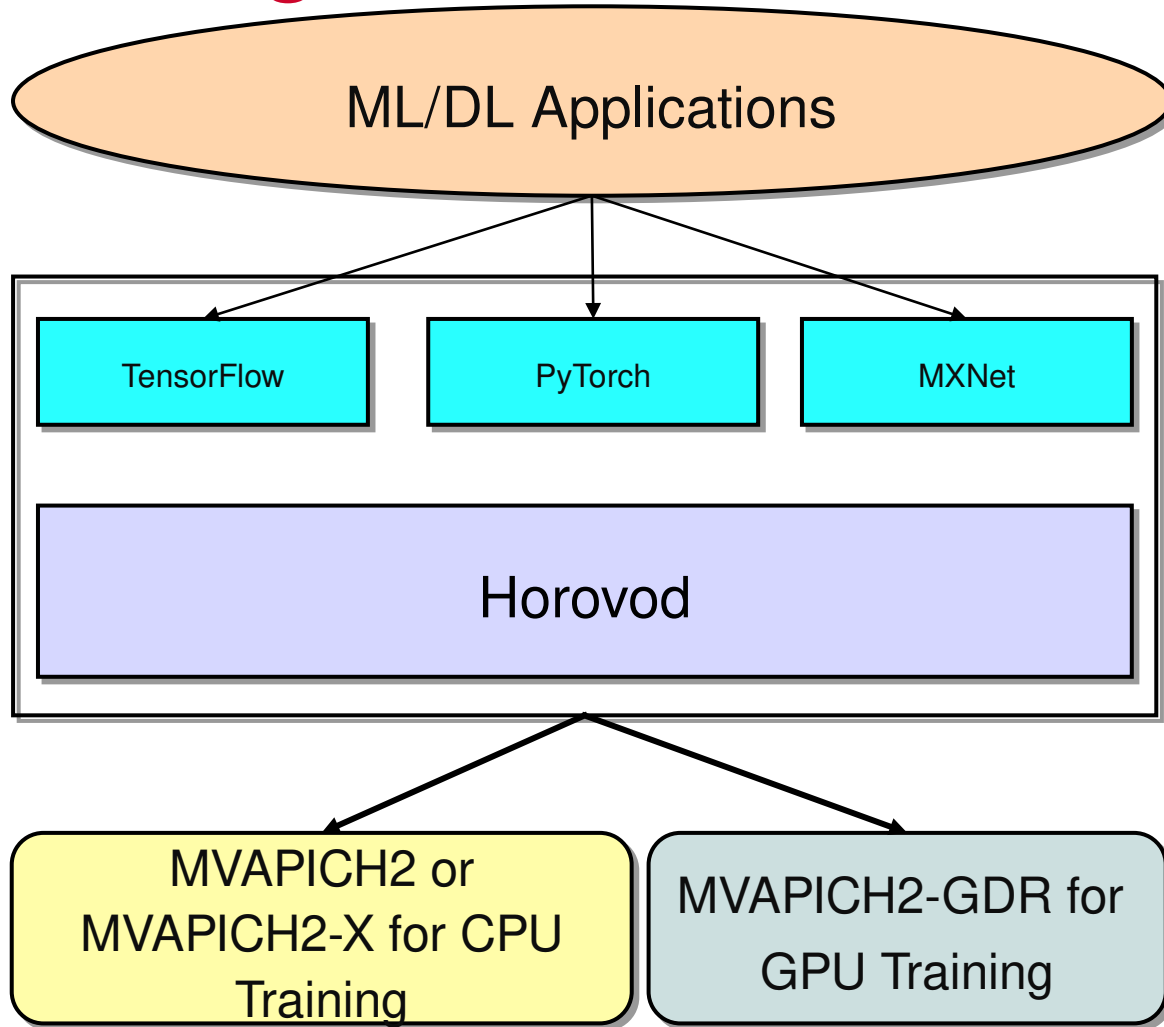 ML/DL Applications
TensorFlow
PyTorch
MXNet
Horovod
MVAPICH2 or
MVAPICH2-X for CPU
Training
MVAPICH2-GDR for
GPU Training